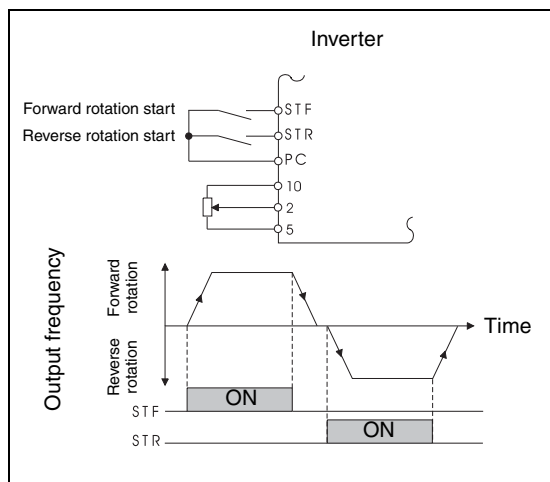 Inverter
Forward rotation start
STF
Reverse rotation start
STR
PC
10
2
5
Output frequency
Forward
rotation
Reverse
rotation
Time
ON
STF
ON
STR